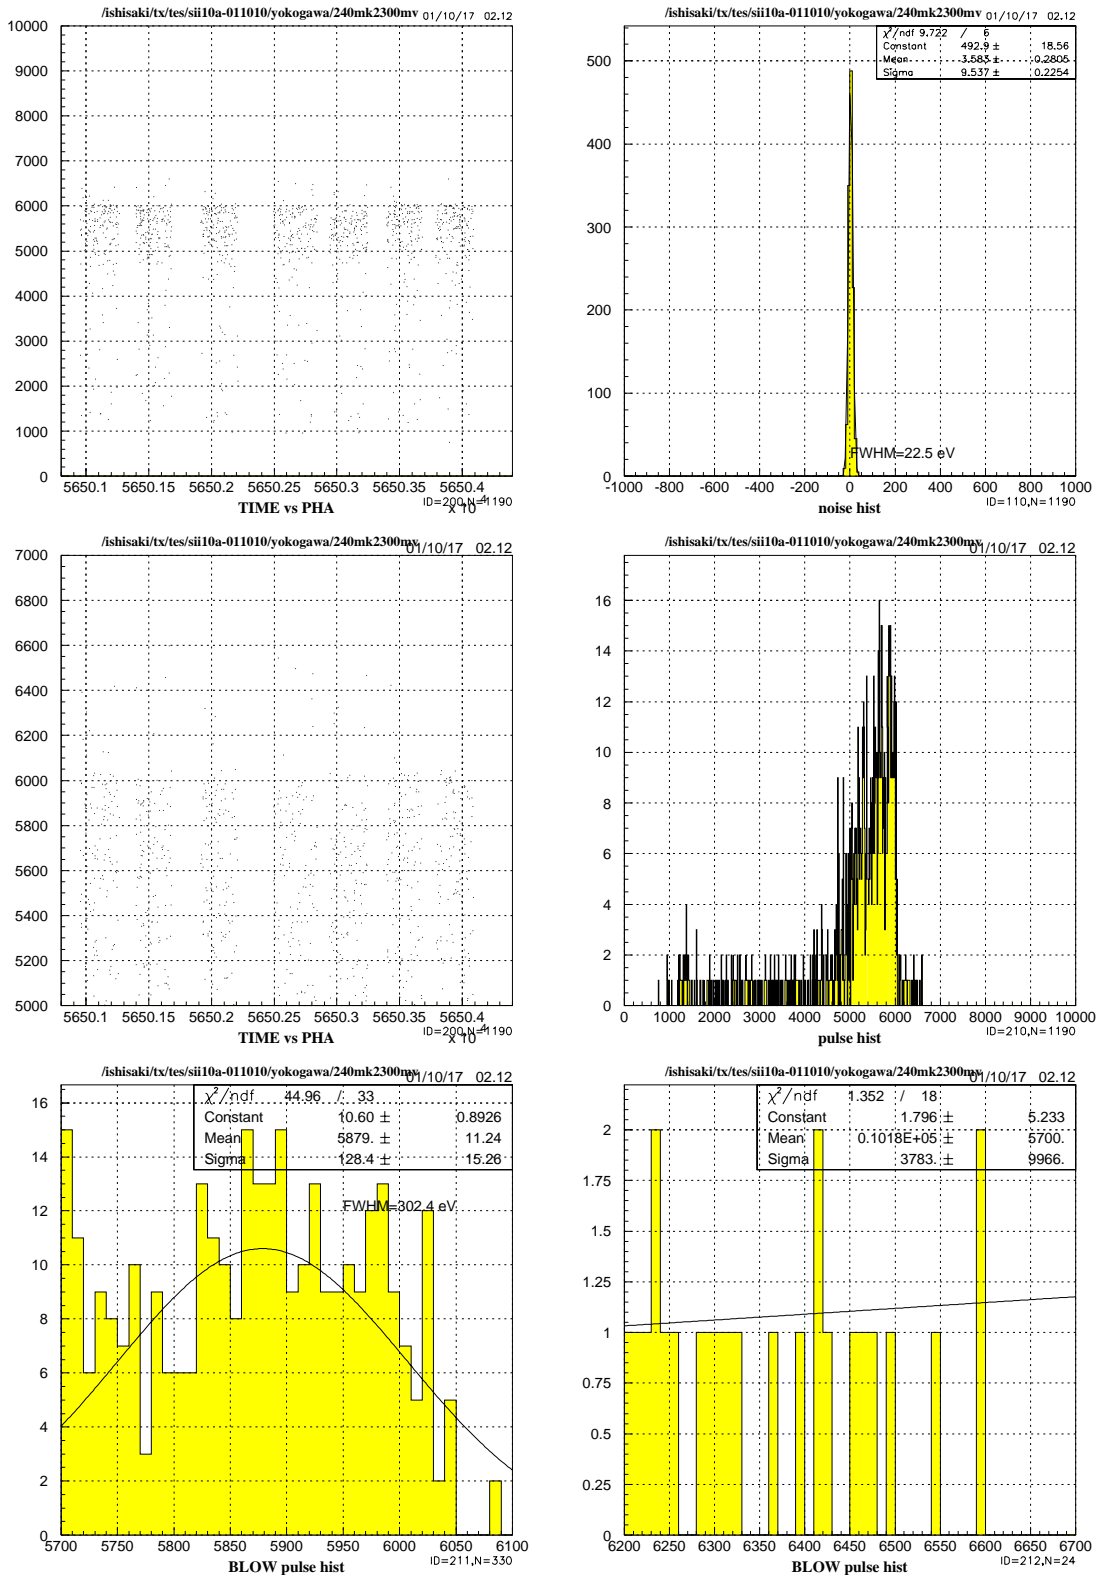 /ishisaki/tx/tes/sii10a-011010/yokogawa/240mk2300mv 01/10/17 02.12
10000
9000
8000
7000
6000
5000
4000
3000
2000
1000
0
5650.1 5650.15 5650.2 5650.25 5650.3 5650.35 5650.4
x 10^4
TIME vs PHA
ID=200,N=1190
/ishisaki/tx/tes/sii10a-011010/yokogawa/240mk2300mv 01/10/17 02.12
χ²/ndf 9.722 / 6
Constant 492.9 ± 18.56
Mean 3.583 ± 0.2805
Sigma 9.537 ± 0.2254
500
400
300
200
100
0
FWHM=22.5 eV
-1000 -800 -600 -400 -200 0 200 400 600 800 1000
noise hist
ID=110,N=1190
/ishisaki/tx/tes/sii10a-011010/yokogawa/240mk2300mv 01/10/17 02.12
7000
6800
6600
6400
6200
6000
5800
5600
5400
5200
5000
5650.1 5650.15 5650.2 5650.25 5650.3 5650.35 5650.4
x 10^4
TIME vs PHA
ID=200,N=1190
/ishisaki/tx/tes/sii10a-011010/yokogawa/240mk2300mv 01/10/17 02.12
16
14
12
10
8
6
4
2
0
0 1000 2000 3000 4000 5000 6000 7000 8000 9000 10000
pulse hist
ID=210,N=1190
/ishisaki/tx/tes/sii10a-011010/yokogawa/240mk2300mv 01/10/17 02.12
χ²/ndf 44.96 / 33
Constant 10.60 ± 0.8926
Mean 5879. ± 11.24
Sigma 128.4 ± 15.26
FWHM=302.4 eV
16
14
12
10
8
6
4
2
0
5700 5750 5800 5850 5900 5950 6000 6050 6100
BLOW pulse hist
ID=211,N=330
/ishisaki/tx/tes/sii10a-011010/yokogawa/240mk2300mv 01/10/17 02.12
χ²/ndf 1.352 / 18
Constant 1.796 ± 5.233
Mean 0.1018E+05 ± 5700.
Sigma 3783. ± 9966.
2
1.75
1.5
1.25
1
0.75
0.5
0.25
0
6200 6250 6300 6350 6400 6450 6500 6550 6600 6650 6700
BLOW pulse hist
ID=212,N=24